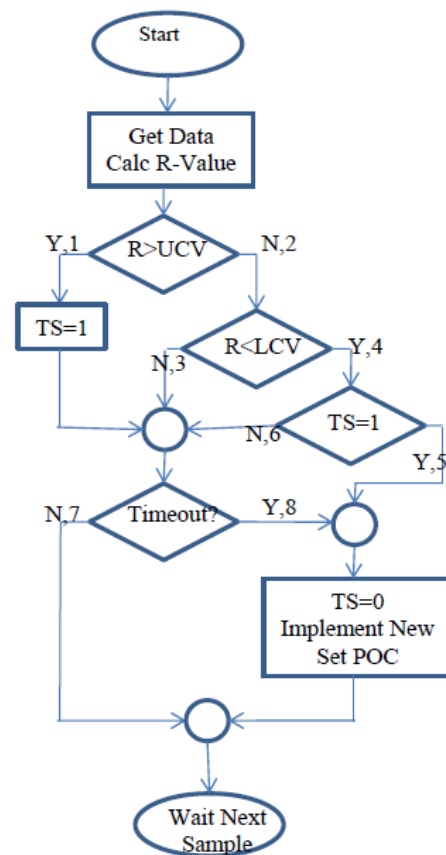 Start
Get Data
Calc R-Value
Y,1
R>UCV
N,2
TS=1
N,3
R<LCV
Y,4
N,6
TS=1
Y,5
N,7
Timeout?
Y,8
TS=0
Implement New
Set POC
Wait Next
Sample